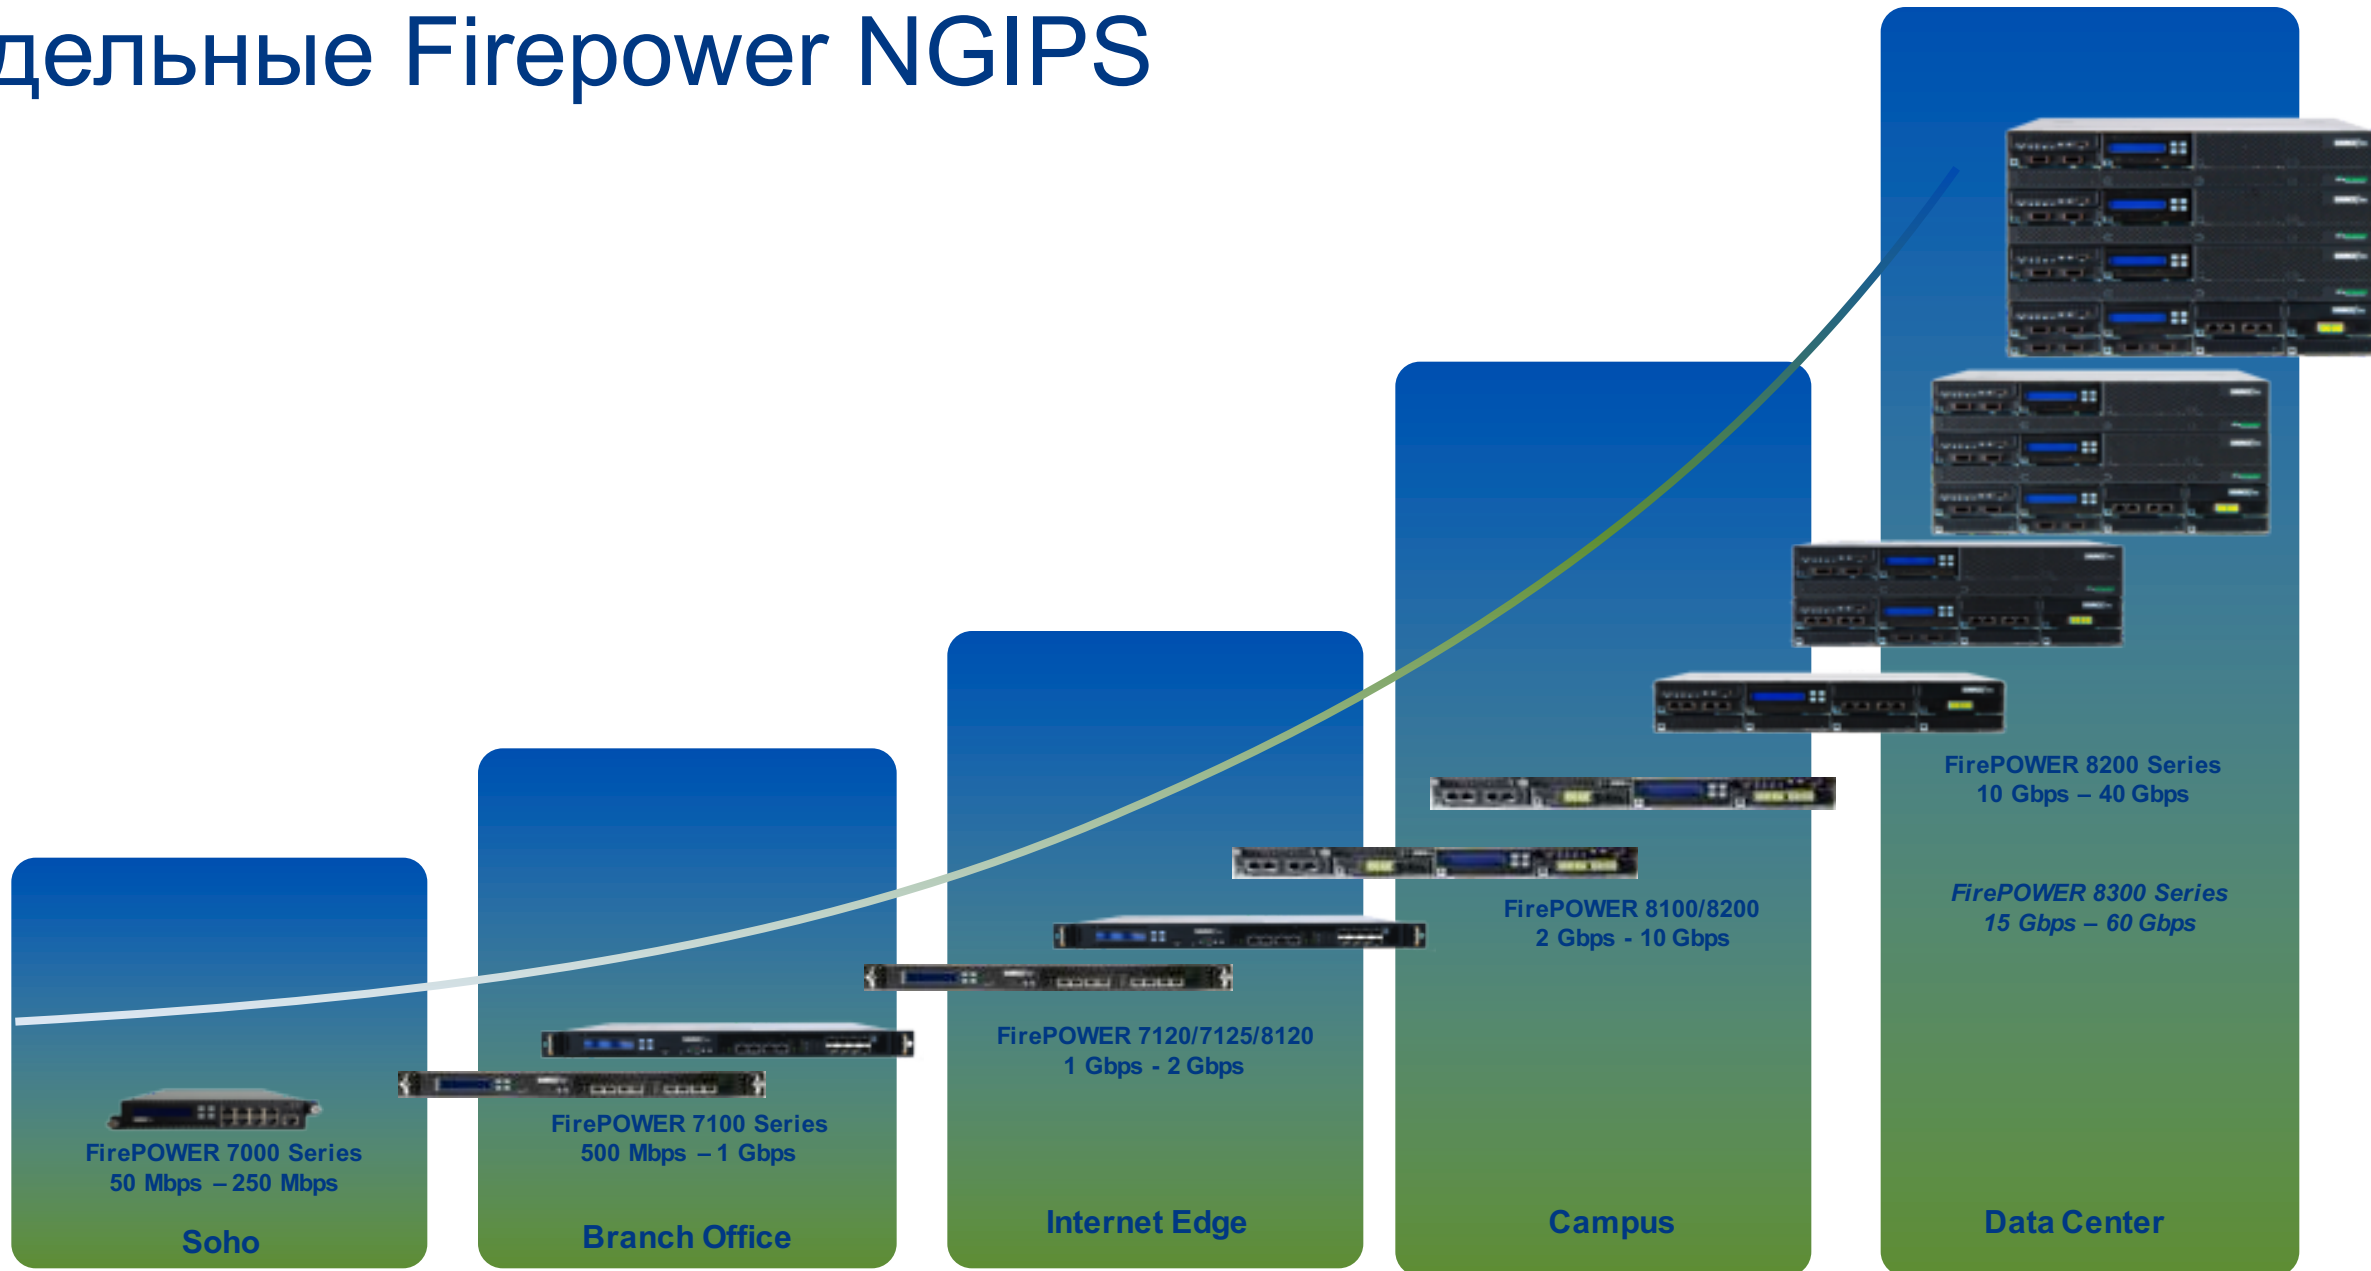 дельные Firepower NGIPS
FirePOWER 7000 Series
50 Mbps – 250 Mbps
Soho
FirePOWER 7100 Series
500 Mbps – 1 Gbps
Branch Office
FirePOWER 7120/7125/8120
1 Gbps - 2 Gbps
Internet Edge
FirePOWER 8100/8200
2 Gbps - 10 Gbps
Campus
FirePOWER 8200 Series
10 Gbps – 40 Gbps
FirePOWER 8300 Series
15 Gbps – 60 Gbps
Data Center